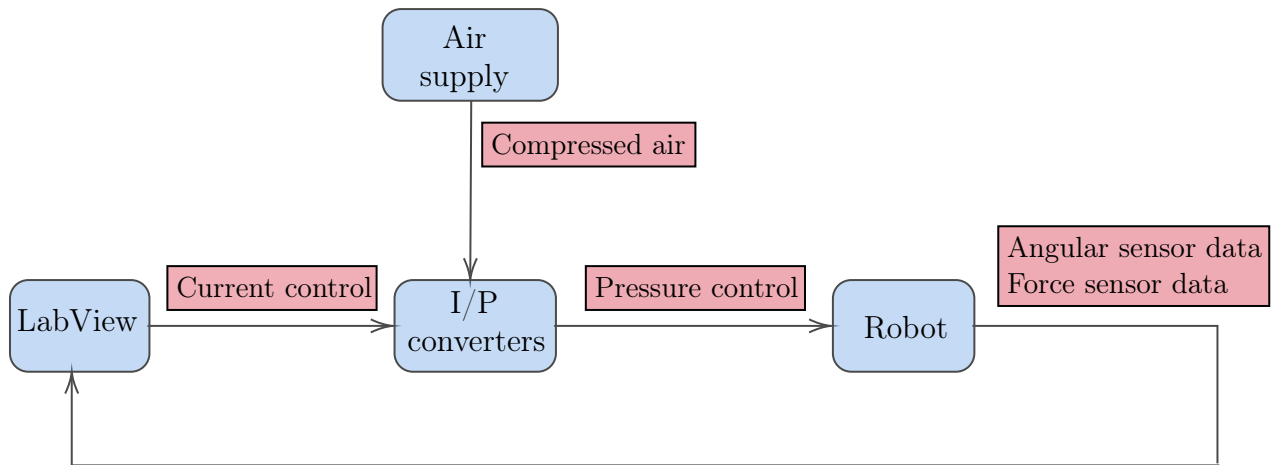 Air
supply
Compressed air
Current control
Pressure control
Angular sensor data
Force sensor data
LabView
I/P
converters
Robot